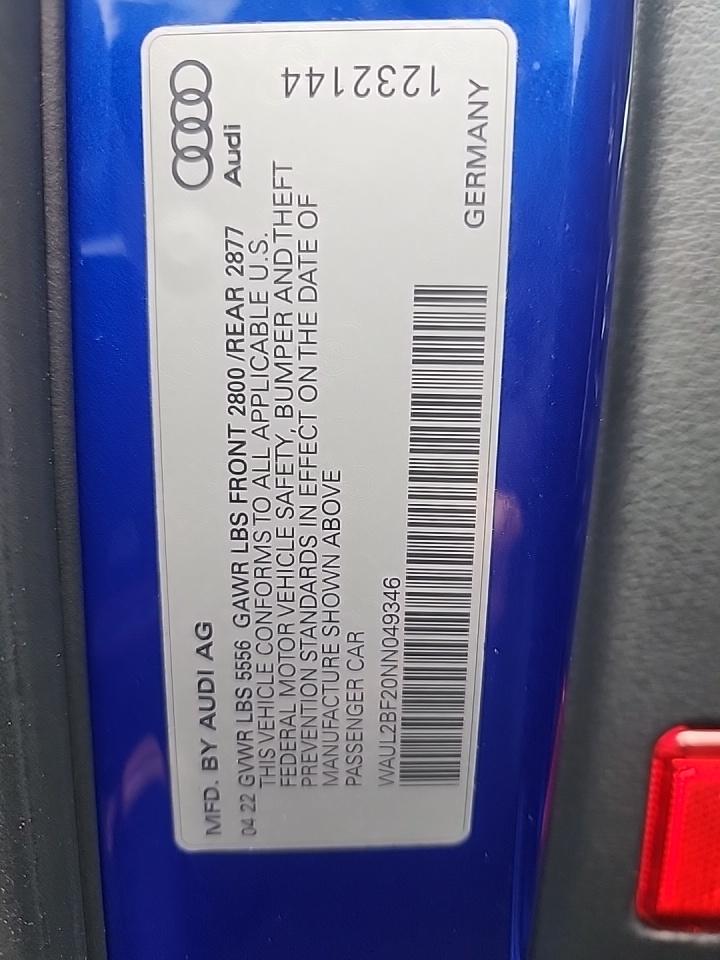 MFD. BY AUDI AG
Audi
04 22 GVWR LBS 5556 GAWR LBS FRONT 2800 /REAR 2877
THIS VEHICLE CONFORMS TO ALL APPLICABLE U.S.
FEDERAL MOTOR VEHICLE SAFETY, BUMPER AND THEFT
PREVENTION STANDARDS IN EFFECT ON THE DATE OF
MANUFACTURE SHOWN ABOVE
PASSENGER CAR
WAUL2BF20NN049346
GERMANY
1232144